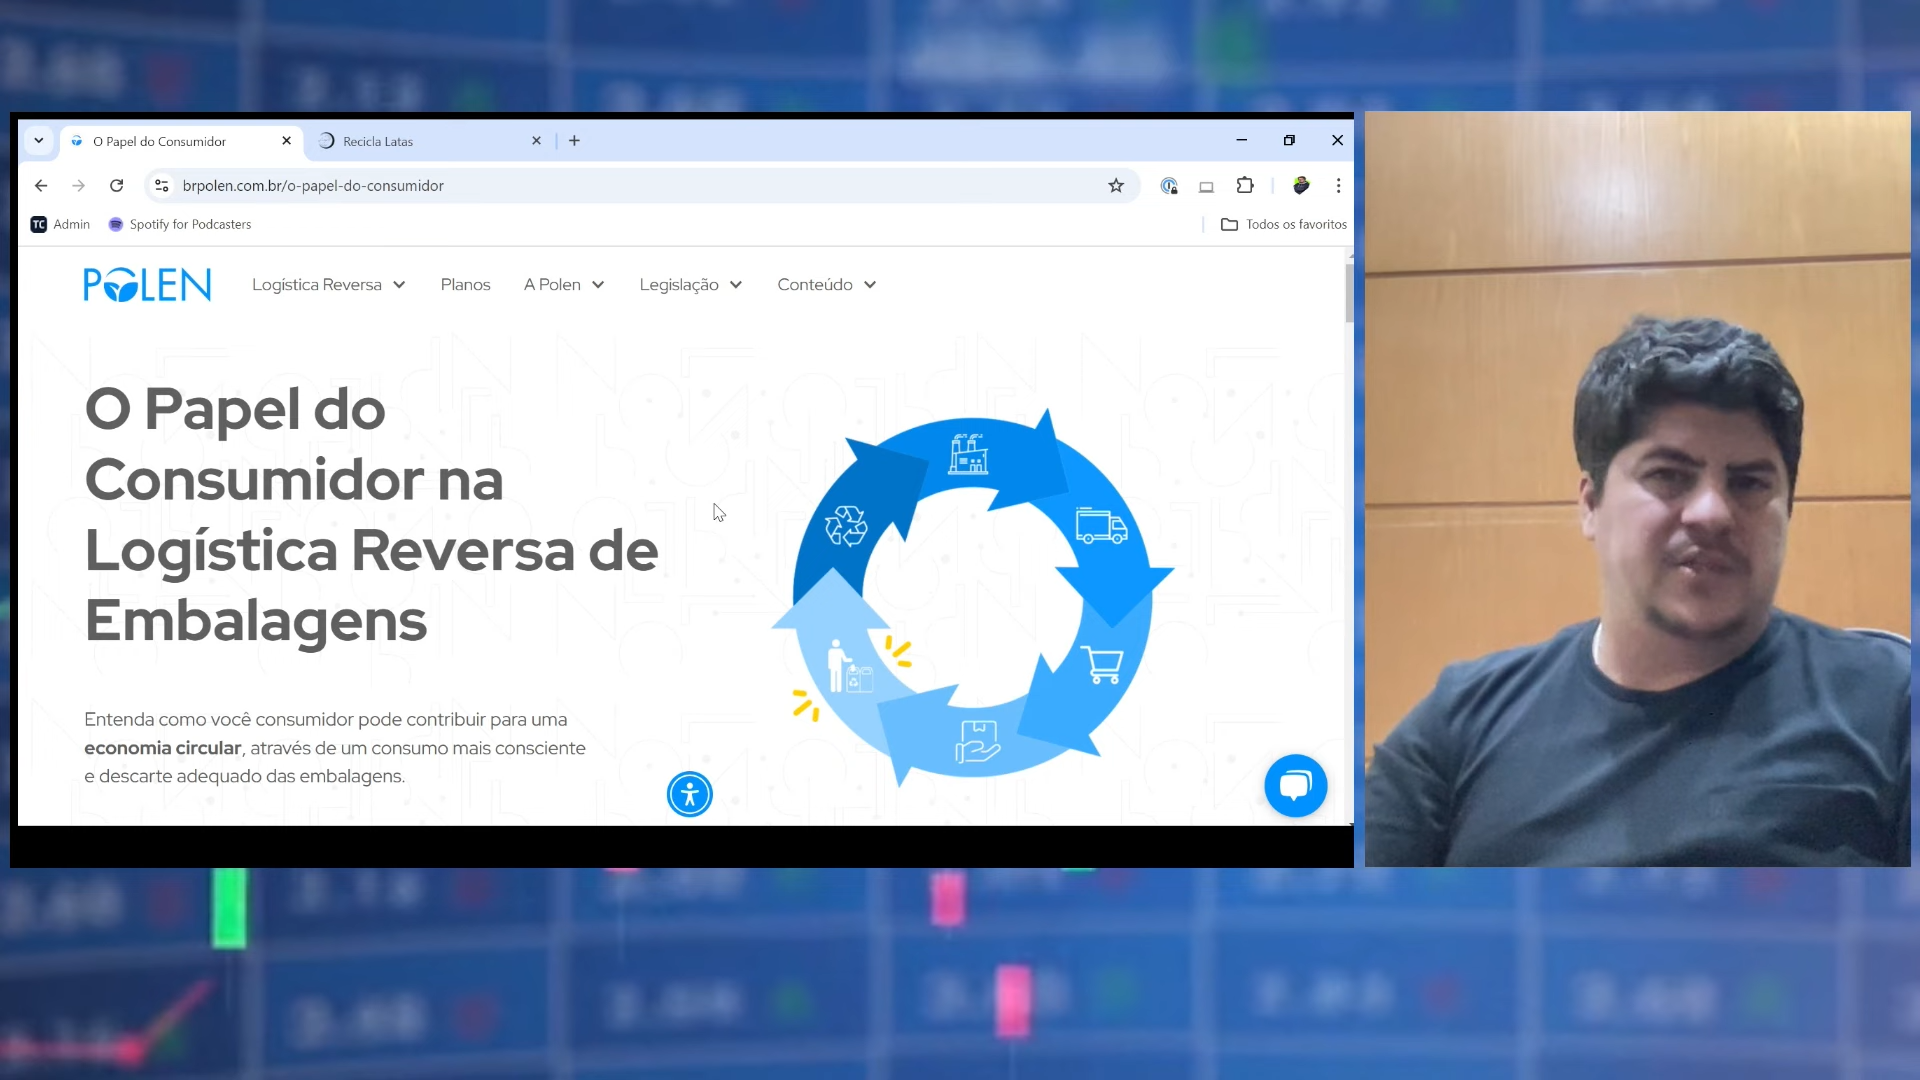 O Papel do Consumidor
Recicla Latas
brpolen.com.br/o-papel-do-consumidor
TC Admin
Spotify for Podcasters
Todos os favoritos
POLEN
Logística Reversa
Planos
A Polen
Legislação
Conteúdo
O Papel do
Consumidor na
Logística Reversa de
Embalagens
Entenda como você consumidor pode contribuir para uma
economia circular, através de um consumo mais consciente
e descarte adequado das embalagens.